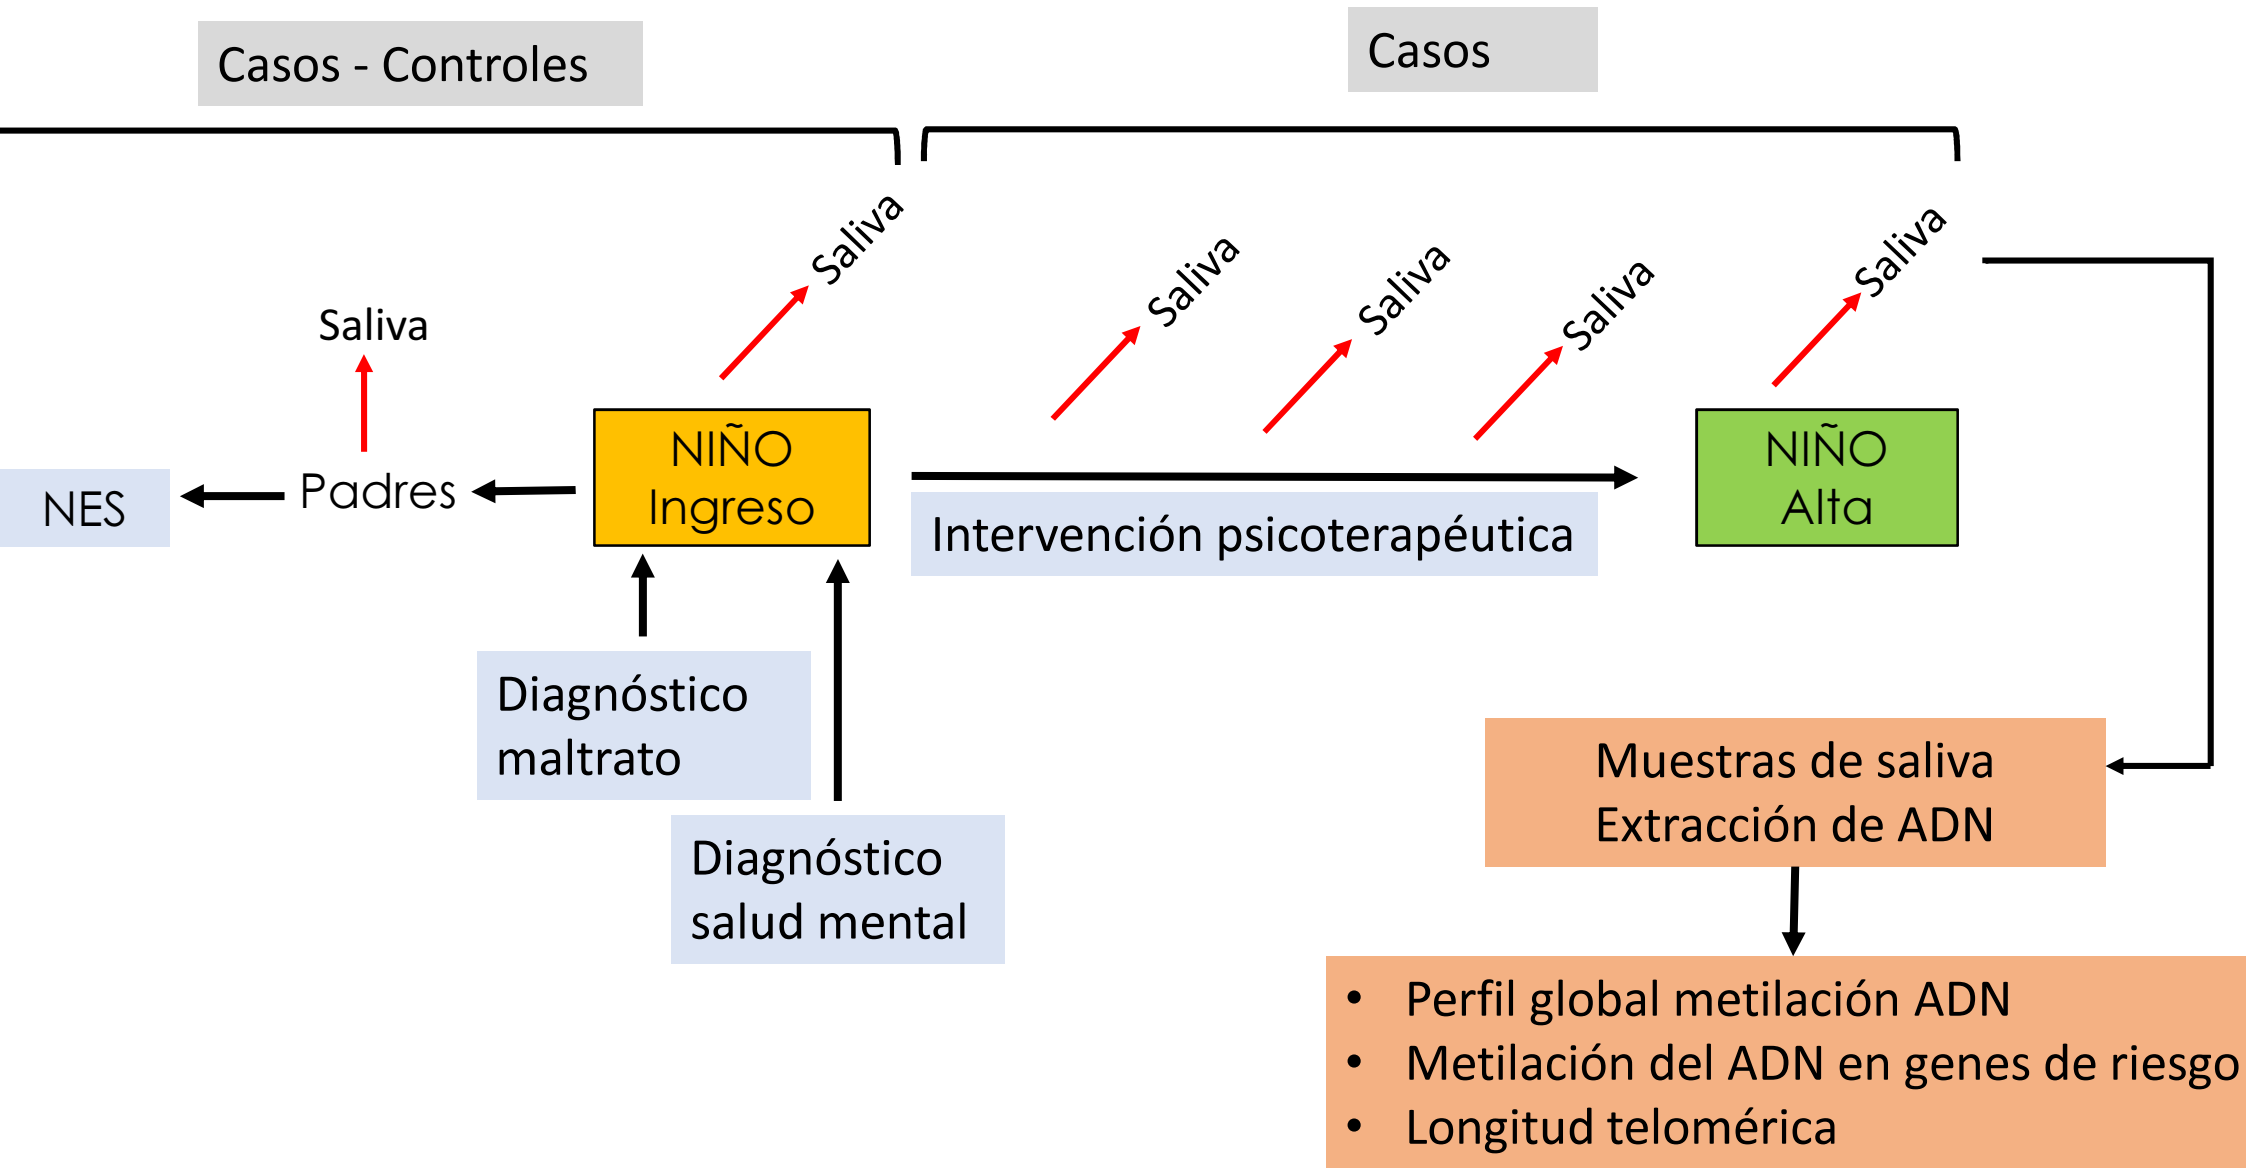 Casos - Controles
Casos
Saliva
Saliva
Saliva
Saliva
Saliva
Saliva
NES
Padres
NIÑO
Ingreso
Intervención psicoterapéutica
NIÑO
Alta
Diagnóstico
maltrato
Diagnóstico
salud mental
Muestras de saliva
Extracción de ADN
• Perfil global metilación ADN
• Metilación del ADN en genes de riesgo
• Longitud telomérica